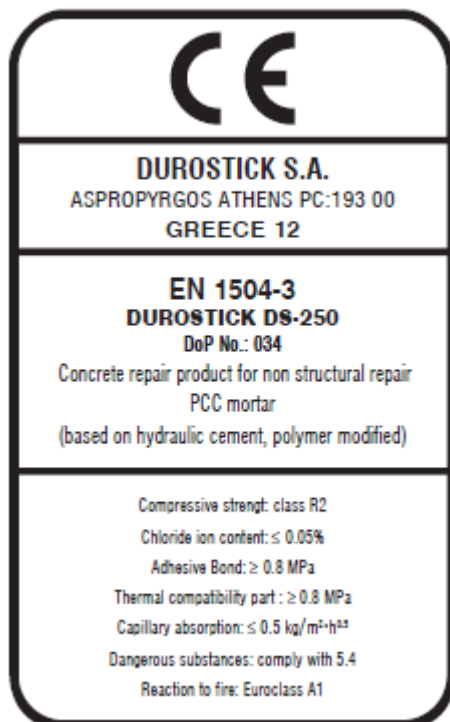 CE
DUROSTICK S.A.
ASPROPYRGOS ATHENS PC:193 00
GREECE 12
EN 1504-3
DUROSTICK DS-250
DoP No.: 034
Concrete repair product for non structural repair
PCC mortar
(based on hydraulic cement, polymer modified)
Compressive strengt: class R2
Chloride ion content: ≤ 0.05%
Adhesive Bond: ≥ 0.8 MPa
Thermal compatibility part : ≥ 0.8 MPa
Capillary absorption: ≤ 0.5 kg/m²*h⁰·⁵
Dangerous substances: comply with 5.4
Reaction to fire: Euroclass A1